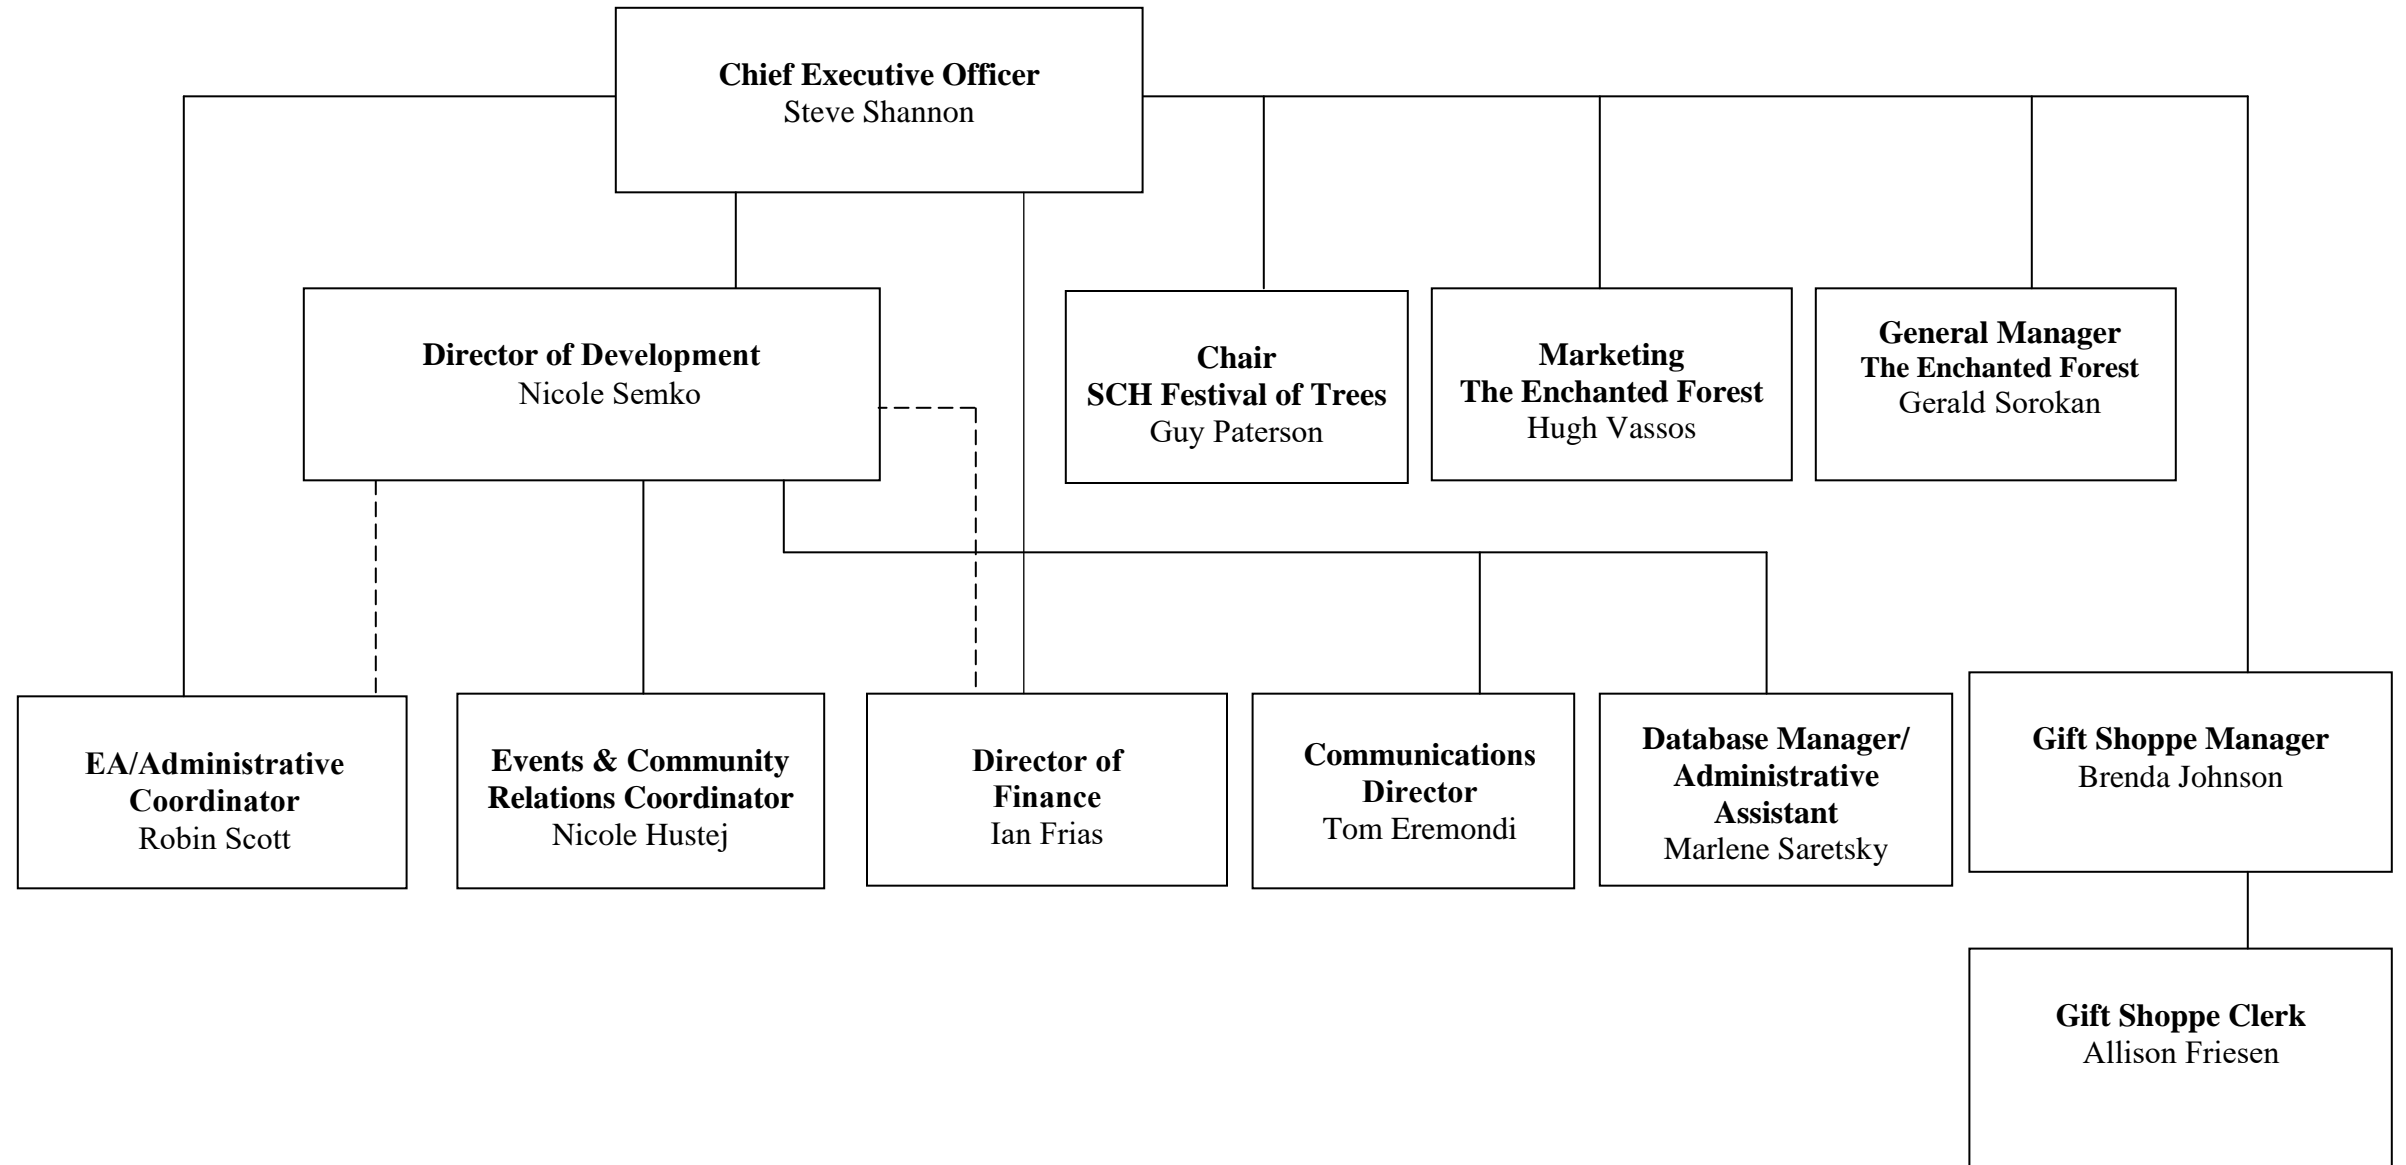 Chief Executive Officer
Steve Shannon
Director of Development
Nicole Semko
Chair
SCH Festival of Trees
Guy Paterson
Marketing
The Enchanted Forest
Hugh Vassos
General Manager
The Enchanted Forest
Gerald Sorokan
EA/Administrative
Coordinator
Robin Scott
Events & Community
Relations Coordinator
Nicole Hustej
Director of
Finance
Ian Frias
Communications
Director
Tom Eremondi
Database Manager/
Administrative
Assistant
Marlene Saretsky
Gift Shoppe Manager
Brenda Johnson
Gift Shoppe Clerk
Allison Friesen